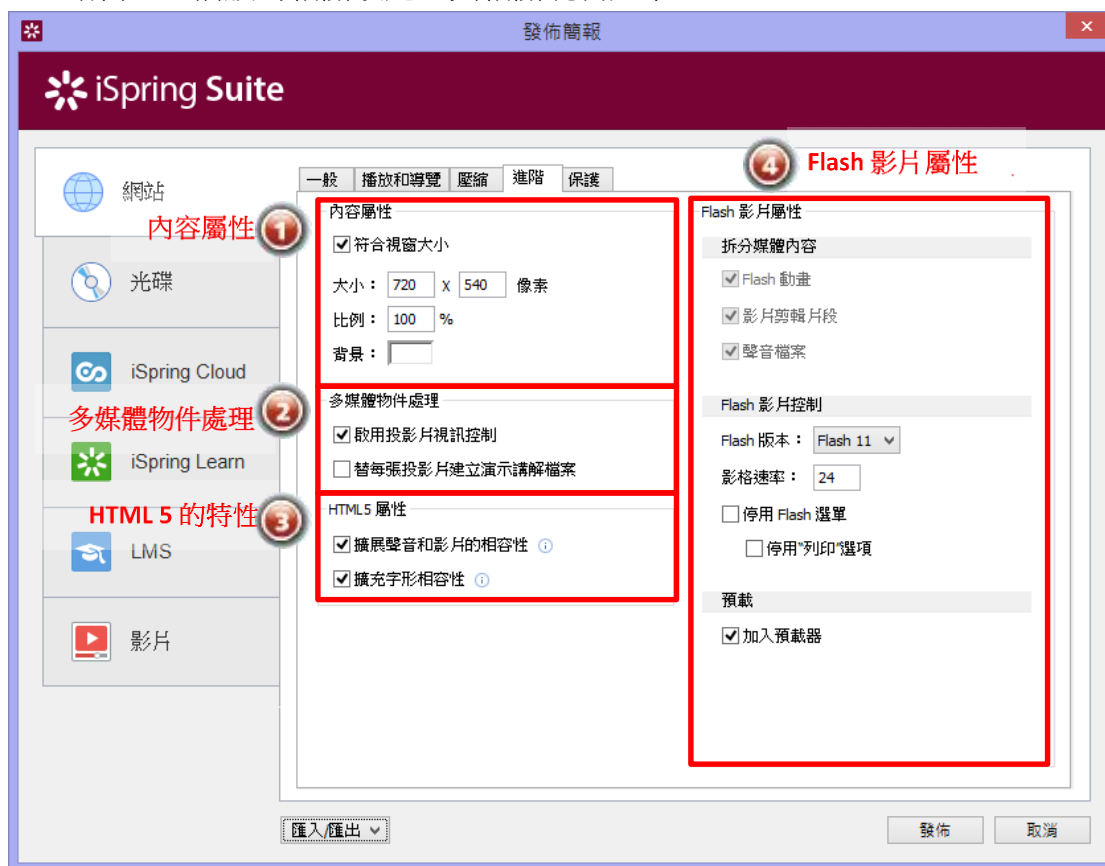 發佈簡報
iSpring Suite
4 Flash 影片屬性
網站
光碟
iSpring Cloud
iSpring Learn
LMS
影片
一般 播放和導覽 壓縮 進階 保護
內容屬性 1
內容屬性
符合視窗大小
大小： 720 x 540 像素
比例： 100 %
背景：
多媒體物件處理 2
多媒體物件處理
啟用投影片視訊控制
替每張投影片建立演示講解檔案
HTML 5 的特性 3
HTML5 屬性
擴展聲音和影片的相容性
擴充字形相容性
Flash 影片屬性
拆分媒體內容
Flash 動畫
影片剪輯片段
聲音檔案
Flash 影片控制
Flash 版本： Flash 11
影格速率： 24
停用 Flash 選單
停用"列印"選項
預載
加入預載器
匯入/匯出
發佈 取消